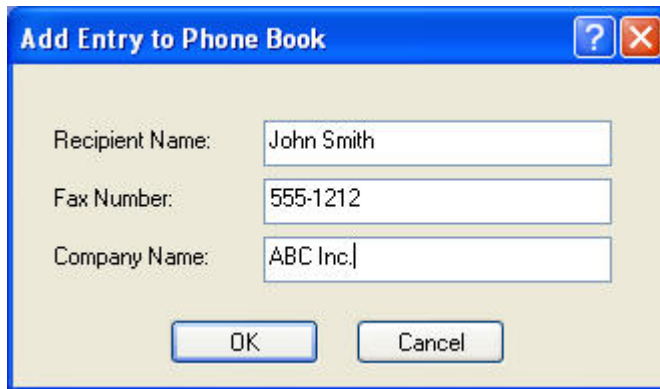 Add Entry to Phone Book
Recipient Name: John Smith
Fax Number: 555-1212
Company Name: ABC Inc.
OK Cancel